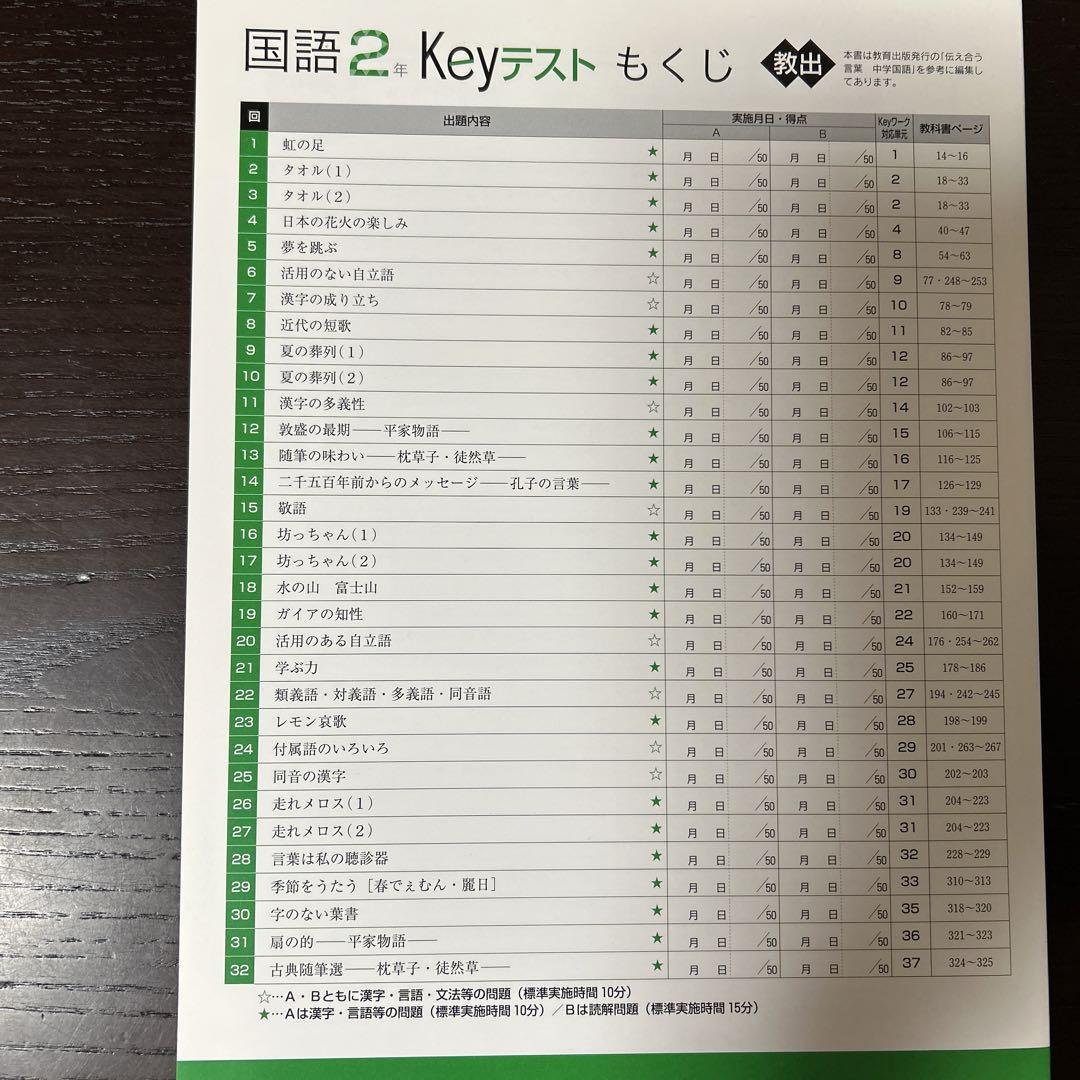 国語2年 Keyテスト もくじ 教出 本書は教育出版発行の「伝え合う
言葉 中学国語」を参考に編集し
てあります。
回 出題内容 実施月日・得点 Keyワーク対応単元 教科書ページ
A B
1 虹の足 ★ 月 日 /50 月 日 /50 1 14~16
2 タオル(1) ★ 月 日 /50 月 日 /50 2 18~33
3 タオル(2) ★ 月 日 /50 月 日 /50 2 18~33
4 日本の花火の楽しみ ★ 月 日 /50 月 日 /50 4 40~47
5 夢を跳ぶ ★ 月 日 /50 月 日 /50 8 54~63
6 活用のない自立語 ☆ 月 日 /50 月 日 /50 9 77・248~253
7 漢字の成り立ち ☆ 月 日 /50 月 日 /50 10 78~79
8 近代の短歌 ★ 月 日 /50 月 日 /50 11 82~85
9 夏の葬列(1) ★ 月 日 /50 月 日 /50 12 86~97
10 夏の葬列(2) ★ 月 日 /50 月 日 /50 12 86~97
11 漢字の多義性 ☆ 月 日 /50 月 日 /50 14 102~103
12 敦盛の最期――平家物語―― ★ 月 日 /50 月 日 /50 15 106~115
13 随筆の味わい――枕草子・徒然草―― ★ 月 日 /50 月 日 /50 16 116~125
14 二千五百年前からのメッセージ――孔子の言葉―― ★ 月 日 /50 月 日 /50 17 126~129
15 敬語 ☆ 月 日 /50 月 日 /50 19 133・239~241
16 坊っちゃん(1) ★ 月 日 /50 月 日 /50 20 134~149
17 坊っちゃん(2) ★ 月 日 /50 月 日 /50 20 134~149
18 水の山 富士山 ★ 月 日 /50 月 日 /50 21 152~159
19 ガイアの知性 ★ 月 日 /50 月 日 /50 22 160~171
20 活用のある自立語 ☆ 月 日 /50 月 日 /50 24 176・254~262
21 学ぶ力 ★ 月 日 /50 月 日 /50 25 178~186
22 類義語・対義語・多義語・同音語 ☆ 月 日 /50 月 日 /50 27 194・242~245
23 レモン哀歌 ★ 月 日 /50 月 日 /50 28 198~199
24 付属語のいろいろ ☆ 月 日 /50 月 日 /50 29 201・263~267
25 同音の漢字 ☆ 月 日 /50 月 日 /50 30 202~203
26 走れメロス(1) ★ 月 日 /50 月 日 /50 31 204~223
27 走れメロス(2) ★ 月 日 /50 月 日 /50 31 204~223
28 言葉は私の聴診器 ★ 月 日 /50 月 日 /50 32 228~229
29 季節をうたう[春でぇむん・麗日] ★ 月 日 /50 月 日 /50 33 310~313
30 字のない葉書 ★ 月 日 /50 月 日 /50 35 318~320
31 扇の的――平家物語―― ★ 月 日 /50 月 日 /50 36 321~323
32 古典随筆選――枕草子・徒然草―― ★ 月 日 /50 月 日 /50 37 324~325
☆…A・Bともに漢字・言語・文法等の問題(標準実施時間10分)
★…Aは漢字・言語等の問題(標準実施時間10分)/Bは読解問題(標準実施時間15分)